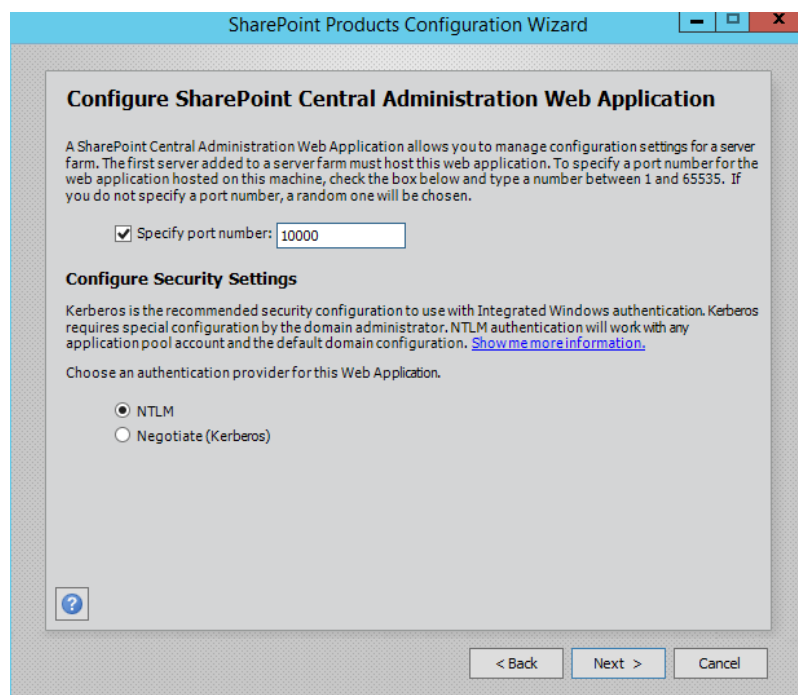 SharePoint Products Configuration Wizard
Configure SharePoint Central Administration Web Application
A SharePoint Central Administration Web Application allows you to manage configuration settings for a server
farm. The first server added to a server farm must host this web application. To specify a port number for the
web application hosted on this machine, check the box below and type a number between 1 and 65535. If
you do not specify a port number, a random one will be chosen.
Specify port number: 10000
Configure Security Settings
Kerberos is the recommended security configuration to use with Integrated Windows authentication. Kerberos
requires special configuration by the domain administrator. NTLM authentication will work with any
application pool account and the default domain configuration. Show me more information.
Choose an authentication provider for this Web Application.
NTLM
Negotiate (Kerberos)
?
< Back Next > Cancel